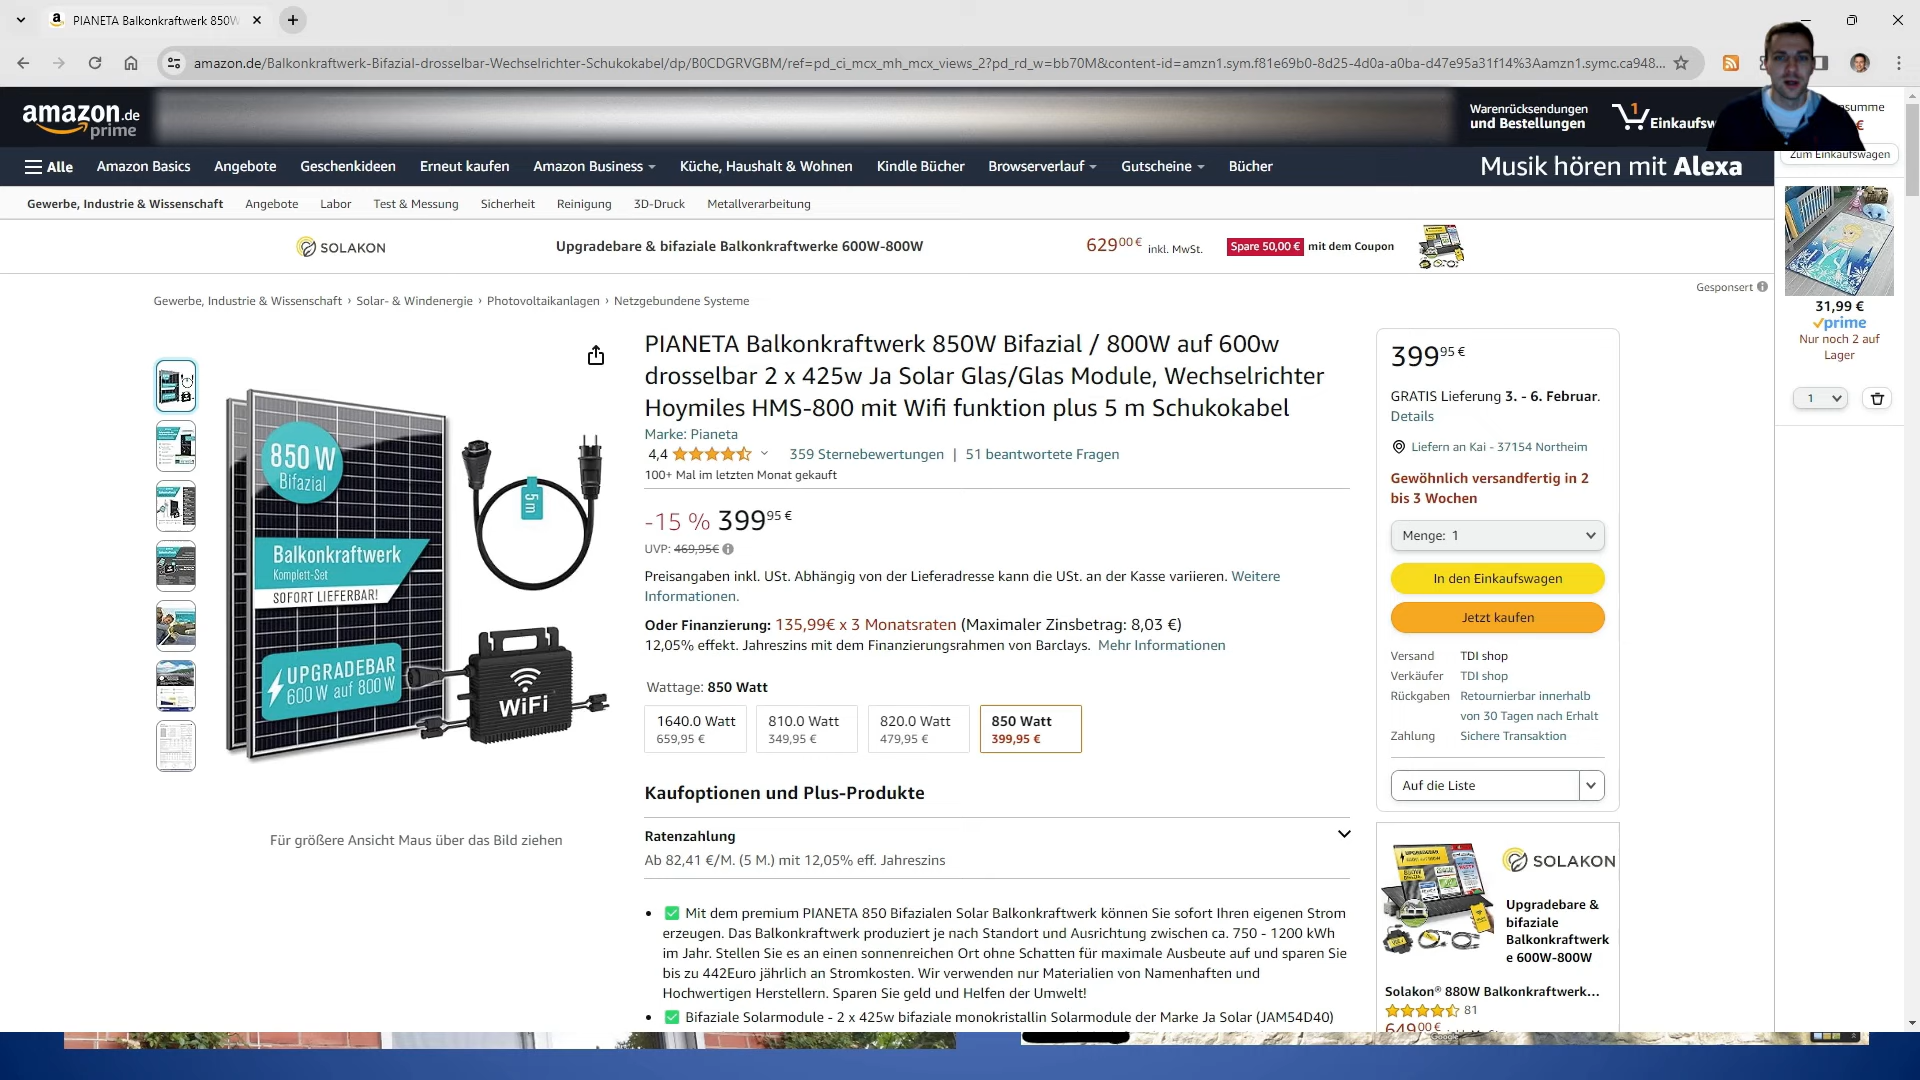 PIANETA Balkonkraftwerk 850W
amazon.de/Balkonkraftwerk-Bifazial-drosselbar-Wechselrichter-Schukokabel/dp/B0CDGRVGBM/ref=pd_ci_mcx_mh_mcx_views_2?pd_rd_w=bb70M&content-id=amzn1.sym.f81e69b0-8d25-4d0a-a0ba-d47e95a31f14%3Aamzn1.symc.ca948...
amazon.de
prime
Warenrücksendungen
und Bestellungen
1
Einkaufsw
summe
€
Zum Einkaufswagen
Alle Amazon Basics Angebote Geschenkideen Erneut kaufen Amazon Business Küche, Haushalt & Wohnen Kindle Bücher Browserverlauf Gutscheine Bücher
Musik hören mit Alexa
Gewerbe, Industrie & Wissenschaft Angebote Labor Test & Messung Sicherheit Reinigung 3D-Druck Metallverarbeitung
SOLAKON
Upgradebare & bifaziale Balkonkraftwerke 600W-800W
62900 € inkl. MwSt.
Spare 50,00 € mit dem Coupon
Gesponsert
31,99 €
prime
Nur noch 2 auf
Lager
1
Gewerbe, Industrie & Wissenschaft › Solar- & Windenergie › Photovoltaikanlagen › Netzgebundene Systeme
850 W
Bifazial
5 m
Balkonkraftwerk
Komplett-Set
SOFORT LIEFERBAR!
UPGRADEBAR
600 W auf 800 W
WiFi
Für größere Ansicht Maus über das Bild ziehen
PIANETA Balkonkraftwerk 850W Bifazial / 800W auf 600w
drosselbar 2 x 425w Ja Solar Glas/Glas Module, Wechselrichter
Hoymiles HMS-800 mit Wifi funktion plus 5 m Schukokabel
Marke: Pianeta
4,4 359 Sternebewertungen | 51 beantwortete Fragen
100+ Mal im letzten Monat gekauft
-15 % 39995 €
UVP: 469,95€
Preisangaben inkl. USt. Abhängig von der Lieferadresse kann die USt. an der Kasse variieren. Weitere
Informationen.
Oder Finanzierung: 135,99€ x 3 Monatsraten (Maximaler Zinsbetrag: 8,03 €)
12,05% effekt. Jahreszins mit dem Finanzierungsrahmen von Barclays. Mehr Informationen
Wattage: 850 Watt
1640.0 Watt
659,95 €
810.0 Watt
349,95 €
820.0 Watt
479,95 €
850 Watt
399,95 €
Kaufoptionen und Plus-Produkte
Ratenzahlung
Ab 82,41 €/M. (5 M.) mit 12,05% eff. Jahreszins
• ✅ Mit dem premium PIANETA 850 Bifazialen Solar Balkonkraftwerk können Sie sofort Ihren eigenen Strom
erzeugen. Das Balkonkraftwerk produziert je nach Standort und Ausrichtung zwischen ca. 750 - 1200 kWh
im Jahr. Stellen Sie es an einen sonnenreichen Ort ohne Schatten für maximale Ausbeute auf und sparen Sie
bis zu 442Euro jährlich an Stromkosten. Wir verwenden nur Materialien von Namenhaften und
Hochwertigen Herstellern. Sparen Sie geld und Helfen der Umwelt!
• ✅ Bifaziale Solarmodule - 2 x 425w bifaziale monokristallin Solarmodule der Marke Ja Solar (JAM54D40)
39995 €
GRATIS Lieferung 3. - 6. Februar.
Details
Liefern an Kai - 37154 Northeim
Gewöhnlich versandfertig in 2
bis 3 Wochen
Menge: 1
In den Einkaufswagen
Jetzt kaufen
Versand TDI shop
Verkäufer TDI shop
Rückgaben Retournierbar innerhalb
von 30 Tagen nach Erhalt
Zahlung Sichere Transaktion
Auf die Liste
SOLAKON
Upgradebare &
bifaziale
Balkonkraftwerk
e 600W-800W
Solakon® 880W Balkonkraftwerk...
81
64900 €
Google